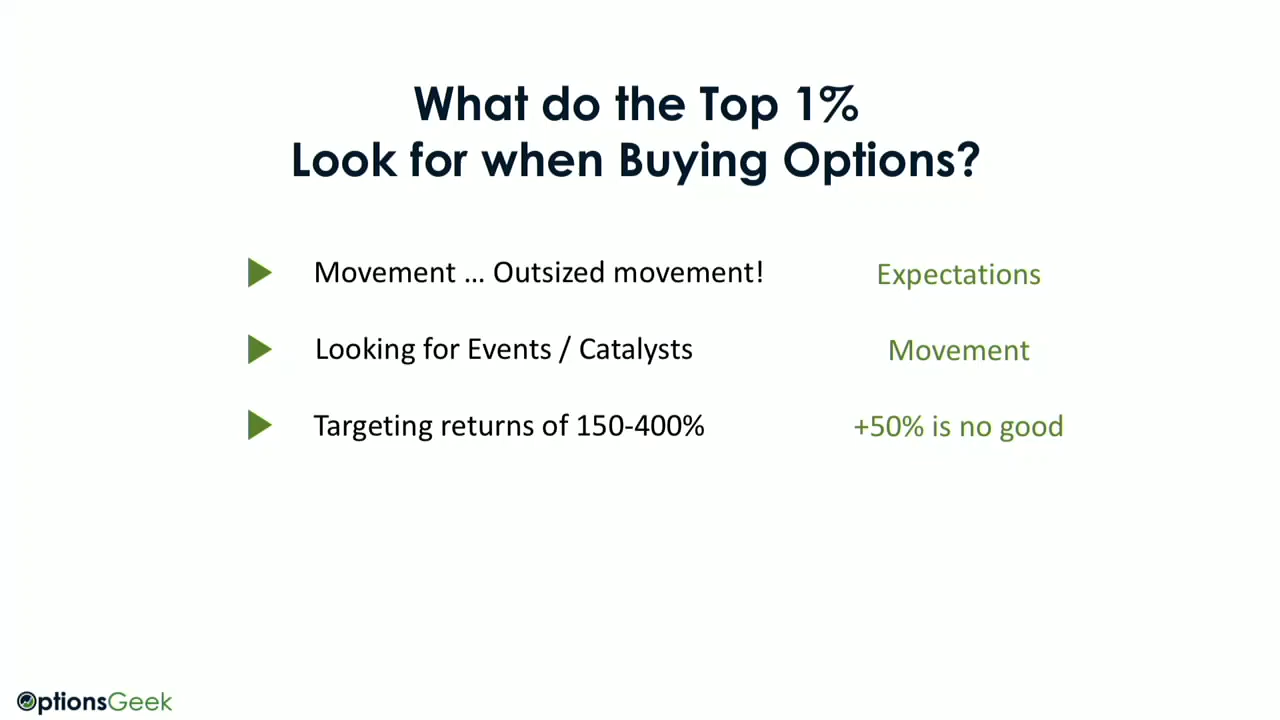 What do the Top 1%
Look for when Buying Options?
Movement ... Outsized movement! Expectations
Looking for Events / Catalysts Movement
Targeting returns of 150-400% +50% is no good
OptionsGeek